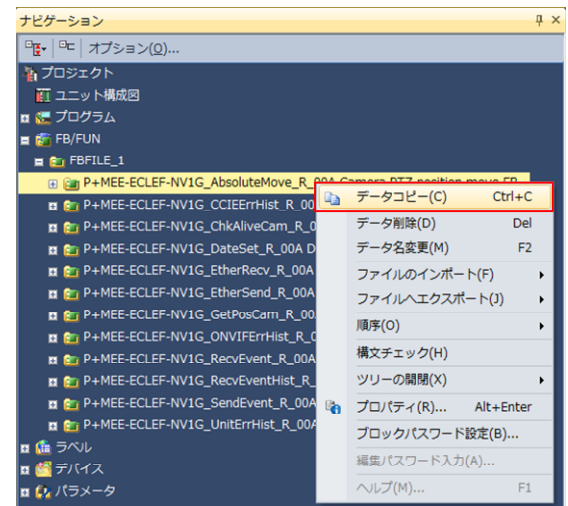 ナビゲーション
オプション(O)...
プロジェクト
ユニット構成図
プログラム
FB/FUN
FBFILE_1
P+MEE-ECLEF-NV1G_AbsoluteMove_R_00A Camera PTZ position move FB
P+MEE-ECLEF-NV1G_CCIEErrHist_R_00
P+MEE-ECLEF-NV1G_ChkAliveCam_R_0
P+MEE-ECLEF-NV1G_DateSet_R_00A D
P+MEE-ECLEF-NV1G_EtherRecv_R_00A
P+MEE-ECLEF-NV1G_EtherSend_R_00A
P+MEE-ECLEF-NV1G_GetPosCam_R_00
P+MEE-ECLEF-NV1G_ONVIFErrHist_R_0
P+MEE-ECLEF-NV1G_RecvEvent_R_00A
P+MEE-ECLEF-NV1G_RecvEventHist_R_
P+MEE-ECLEF-NV1G_SendEvent_R_00A
P+MEE-ECLEF-NV1G_UnitErrHist_R_00A
ラベル
デバイス
パラメータ
データコピー(C) Ctrl+C
データ削除(D) Del
データ名変更(M) F2
ファイルのインポート(F)
ファイルへエクスポート(J)
順序(O)
構文チェック(H)
ツリーの開閉(X)
プロパティ(R)... Alt+Enter
ブロックパスワード設定(B)...
編集パスワード入力(A)...
ヘルプ(M)... F1